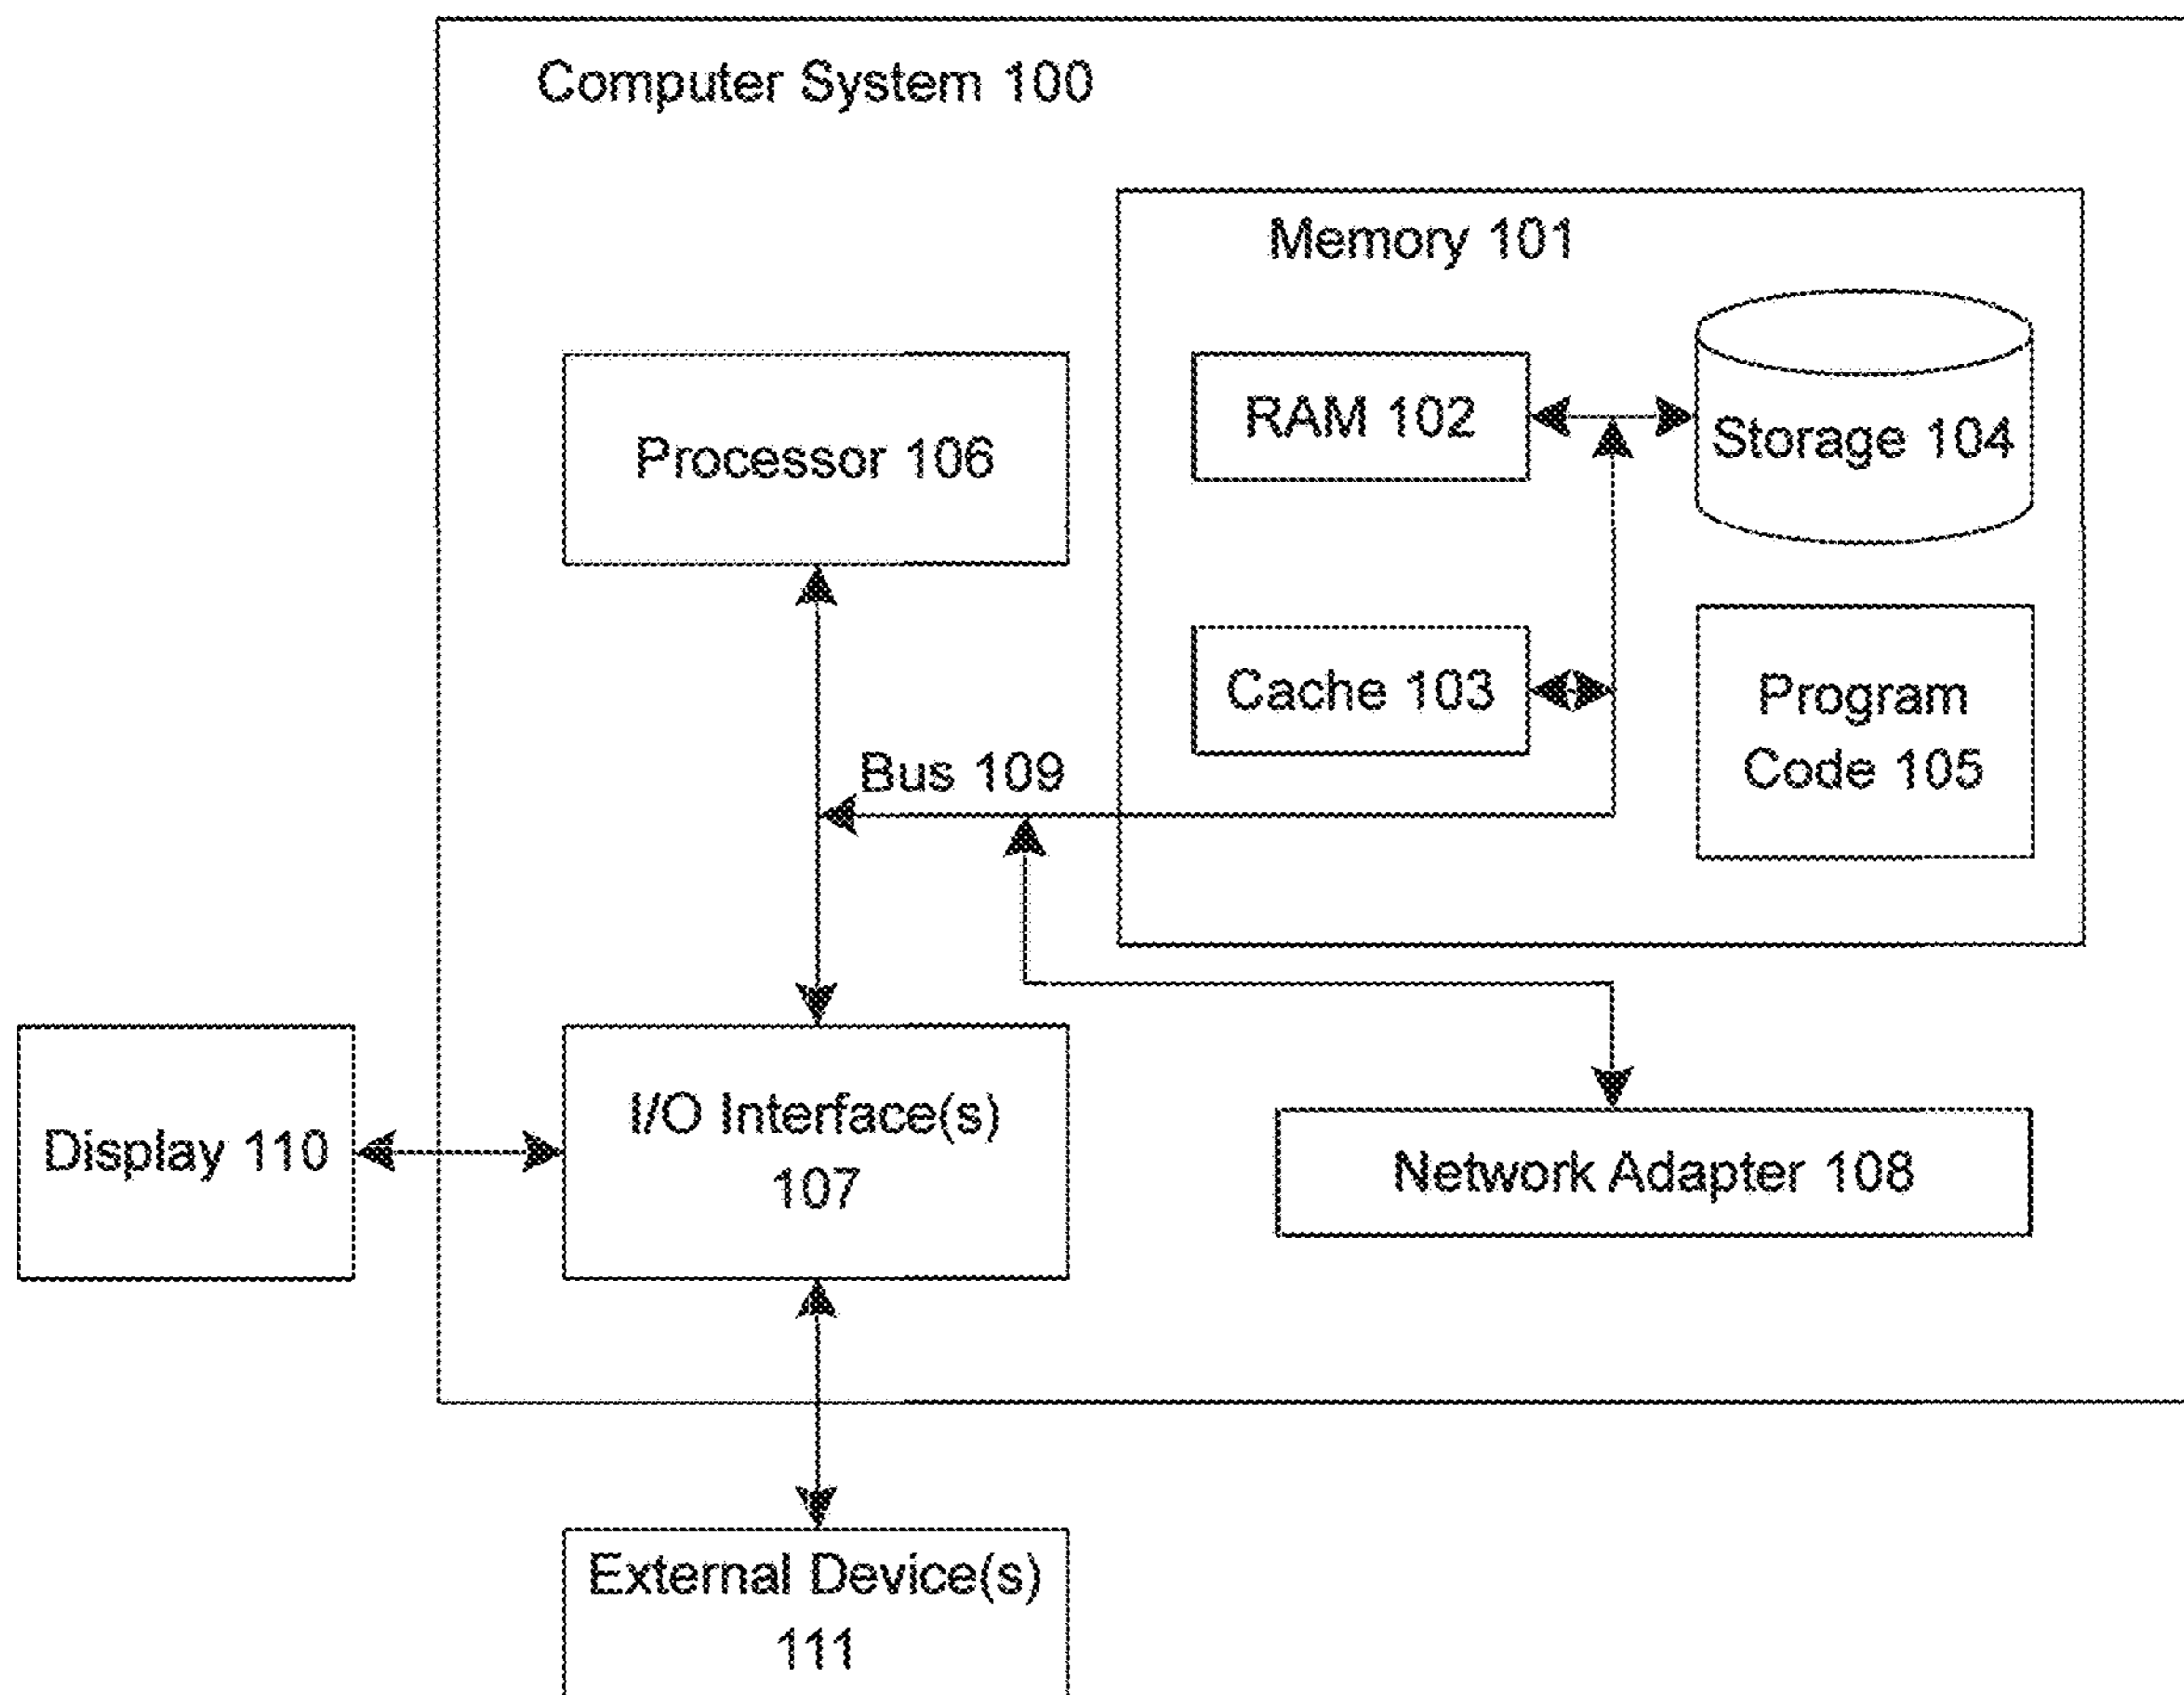 Computer System 100
Memory 101
RAM 102
Storage 104
Processor 106
Cache 103
Program
Code 105
Bus 109
I/O Interface(s)
107
Display 110
Network Adapter 108
External Device(s)
111